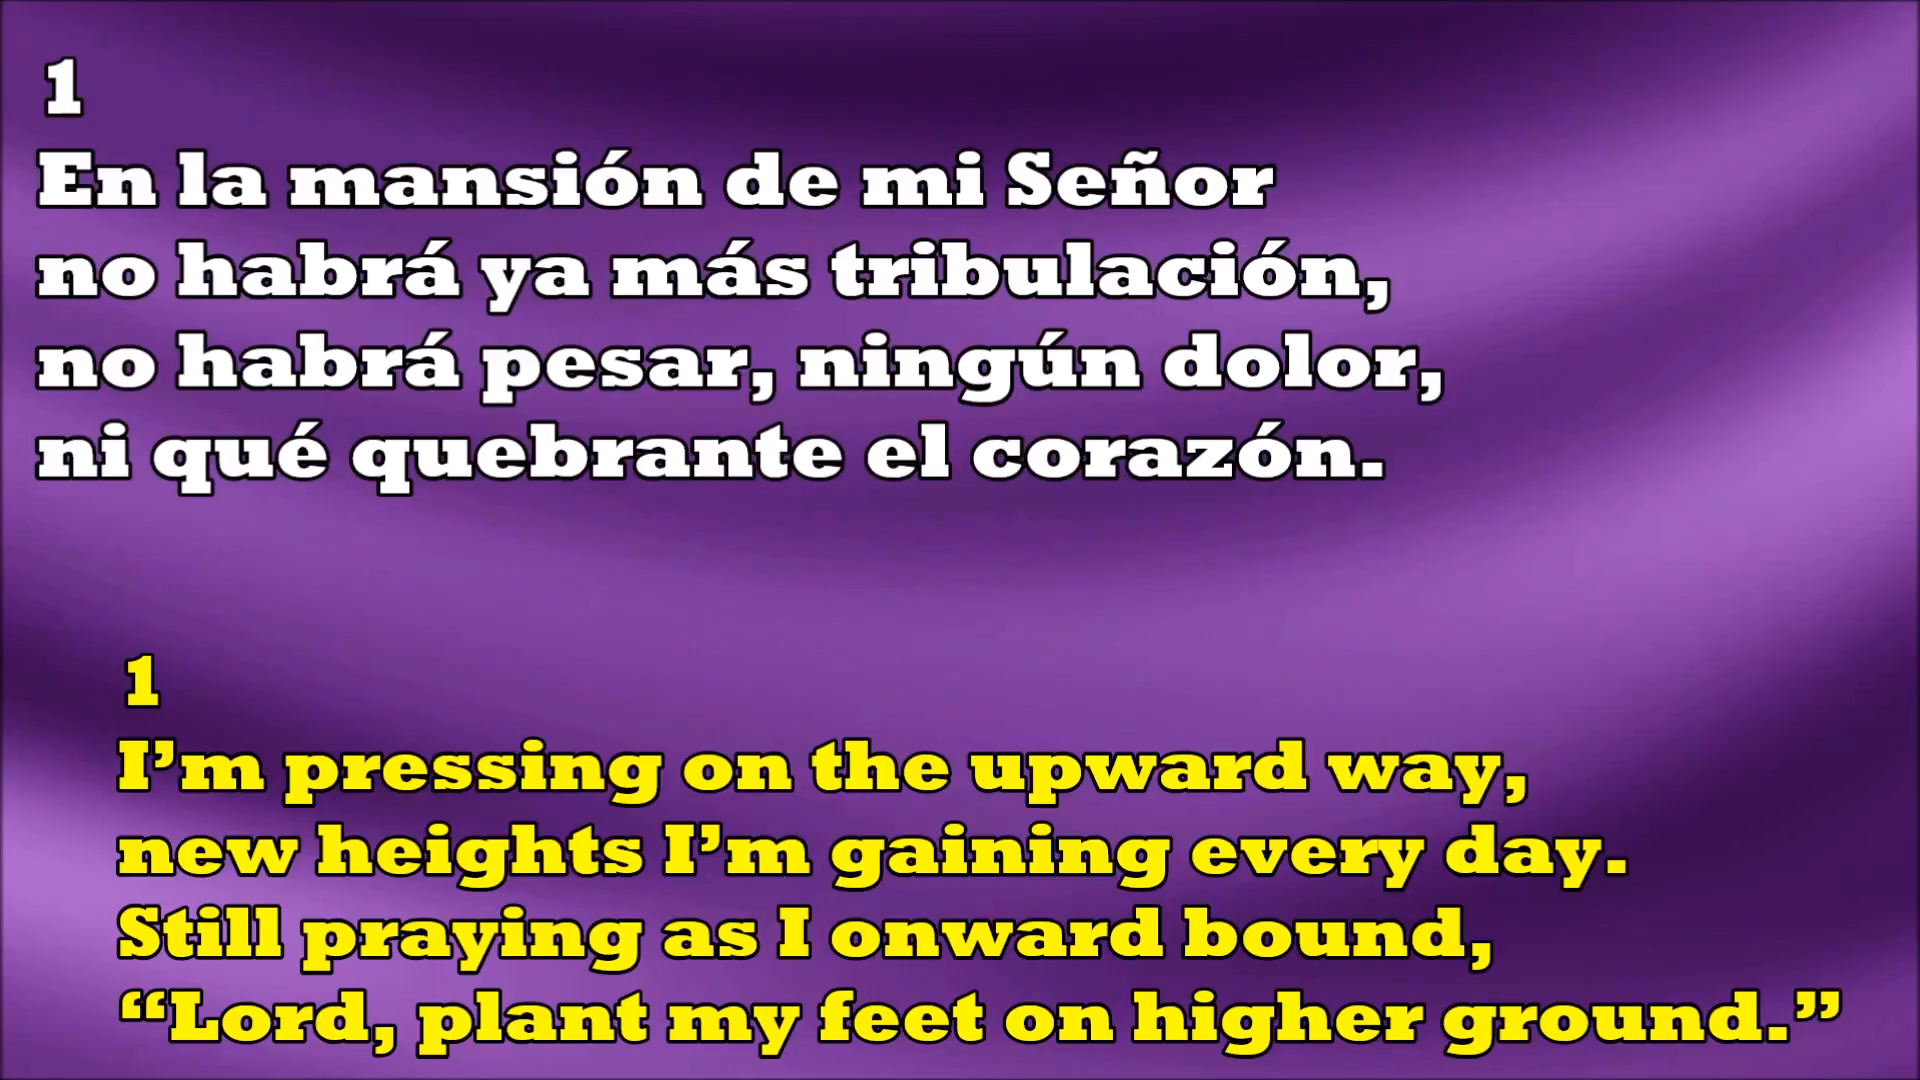 1
En la mansión de mi Señor
no habrá ya más tribulación,
no habrá pesar, ningún dolor,
ni qué quebrante el corazón.
1
I’m pressing on the upward way,
new heights I’m gaining every day.
Still praying as I onward bound,
“Lord, plant my feet on higher ground.”